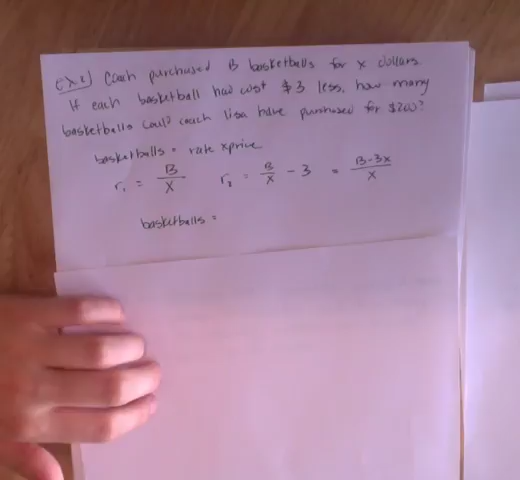 Ex 2) Coach purchased B basketballs for x dollars.
If each basketball had cost $3 less, how many
basketballs could coach lisa have purchased for $200?
basketballs = rate x price
r₁ = B/x r₂ = B/x - 3 = B-3x/x
basketballs =